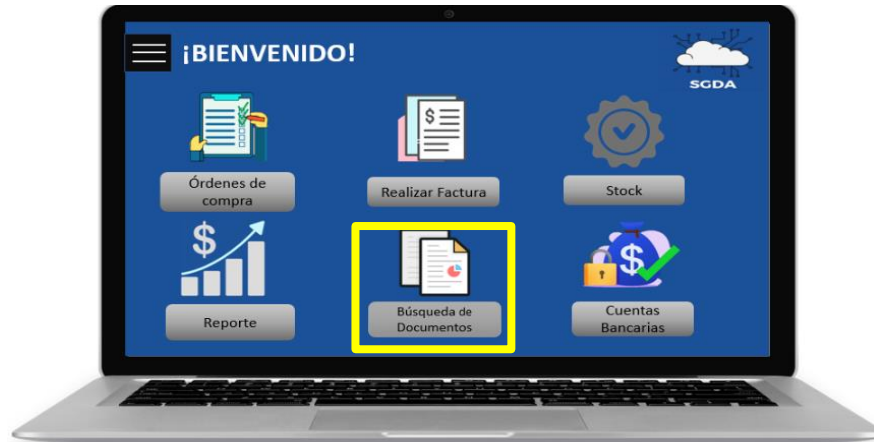 ¡BIENVENIDO!
SGDA
$
Órdenes de
compra
Realizar Factura
Stock
$
$
Reporte
Búsqueda de
Documentos
Cuentas
Bancarias